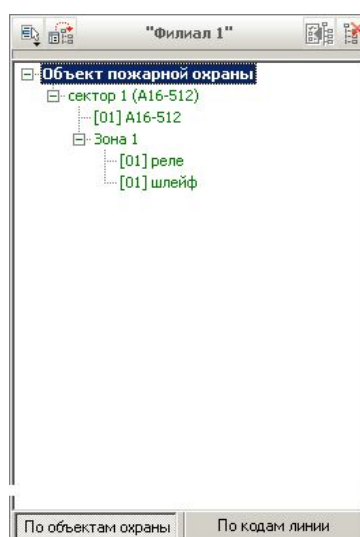 "Филиал 1"
Объект пожарной охраны
сектор 1 (А16-512)
[01] А16-512
Зона 1
[01] реле
[01] шлейф
По объектам охраны
По кодам линии